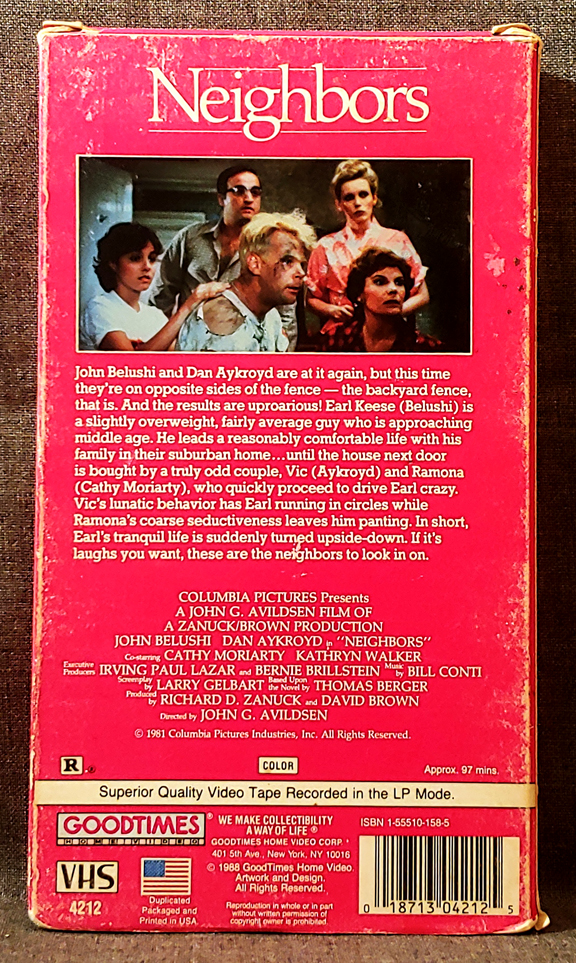 Neighbors
John Belushi and Dan Aykroyd are at it again, but this time
they're on opposite sides of the fence — the backyard fence,
that is. And the results are uproarious! Earl Keese (Belushi) is
a slightly overweight, fairly average guy who is approaching
middle age. He leads a reasonably comfortable life with his
family in their suburban home...until the house next door
is bought by a truly odd couple, Vic (Aykroyd) and Ramona
(Cathy Moriarty), who quickly proceed to drive Earl crazy.
Vic's lunatic behavior has Earl running in circles while
Ramona's coarse seductiveness leaves him panting. In short,
Earl's tranquil life is suddenly turned upside-down. If it's
laughs you want, these are the neighbors to look in on.
COLUMBIA PICTURES Presents
A JOHN G. AVILDSEN FILM OF
A ZANUCK/BROWN PRODUCTION
JOHN BELUSHI DAN AYKROYD in "NEIGHBORS"
Co-starring CATHY MORIARTY KATHRYN WALKER
Executive Producers IRVING PAUL LAZAR and BERNIE BRILLSTEIN Music by BILL CONTI
Screenplay by LARRY GELBART Based Upon the Novel by THOMAS BERGER
Produced by RICHARD D. ZANUCK and DAVID BROWN
Directed by JOHN G. AVILDSEN
© 1981 Columbia Pictures Industries, Inc. All Rights Reserved.
R ® COLOR Approx. 97 mins.
Superior Quality Video Tape Recorded in the LP Mode.
GOODTIMES®
HOME VIDEO
WE MAKE COLLECTIBILITY
A WAY OF LIFE ®
GOODTIMES HOME VIDEO CORP.
401 5th Ave., New York, NY 10016
© 1988 GoodTimes Home Video.
Artwork and Design.
All Rights Reserved.
Reproduction in whole or in part
without written permission of
copyright owner is prohibited.
VHS
4212
Duplicated
Packaged and
Printed in USA
ISBN 1-55510-158-5
0 18713 04212 5